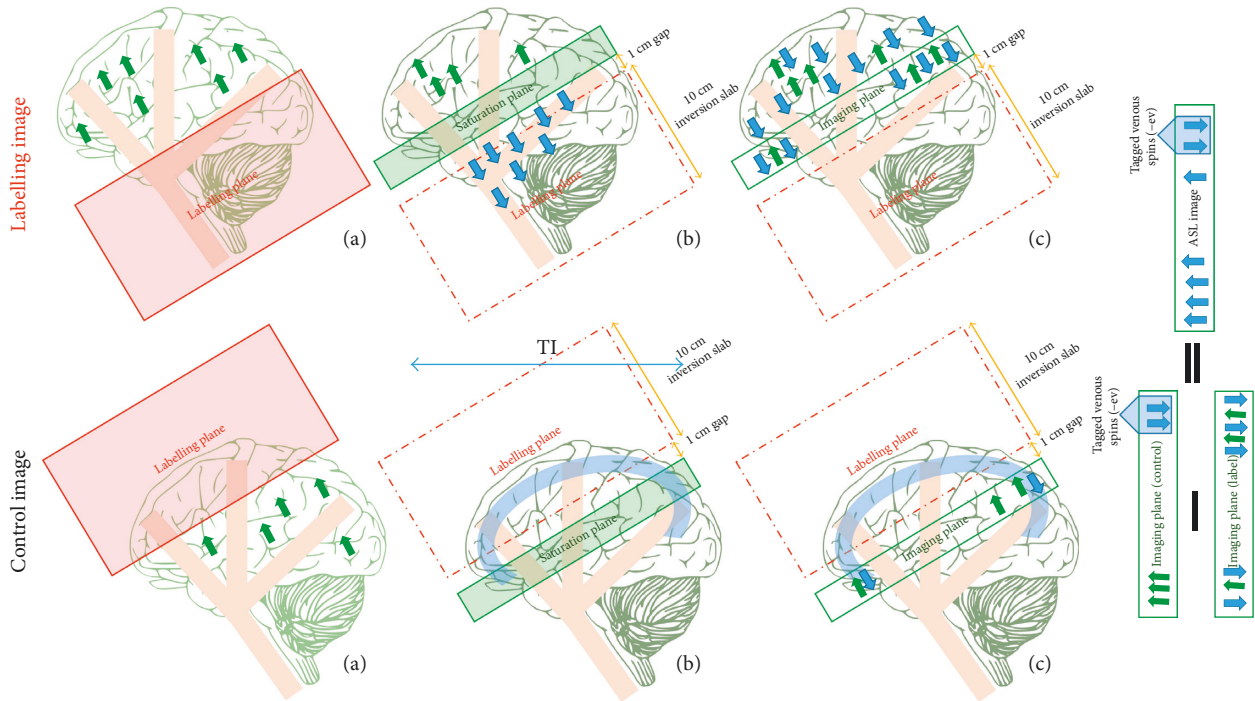 Labelling image
Labelling plane
(a)
Saturation plane
Labelling plane
1 cm gap
10 cm
inversion slab
(b)
Imaging plane
Labelling plane
1 cm gap
10 cm
inversion slab
(c)
Tagged venous
spins (−ev)
ASL image
Control image
Labelling plane
(a)
TI
10 cm
inversion slab
1 cm gap
Labelling plane
Saturation plane
(b)
10 cm
inversion slab
1 cm gap
Labelling plane
Imaging plane
(c)
Tagged venous
spins (−ev)
Imaging plane (control)
Imaging plane (label)